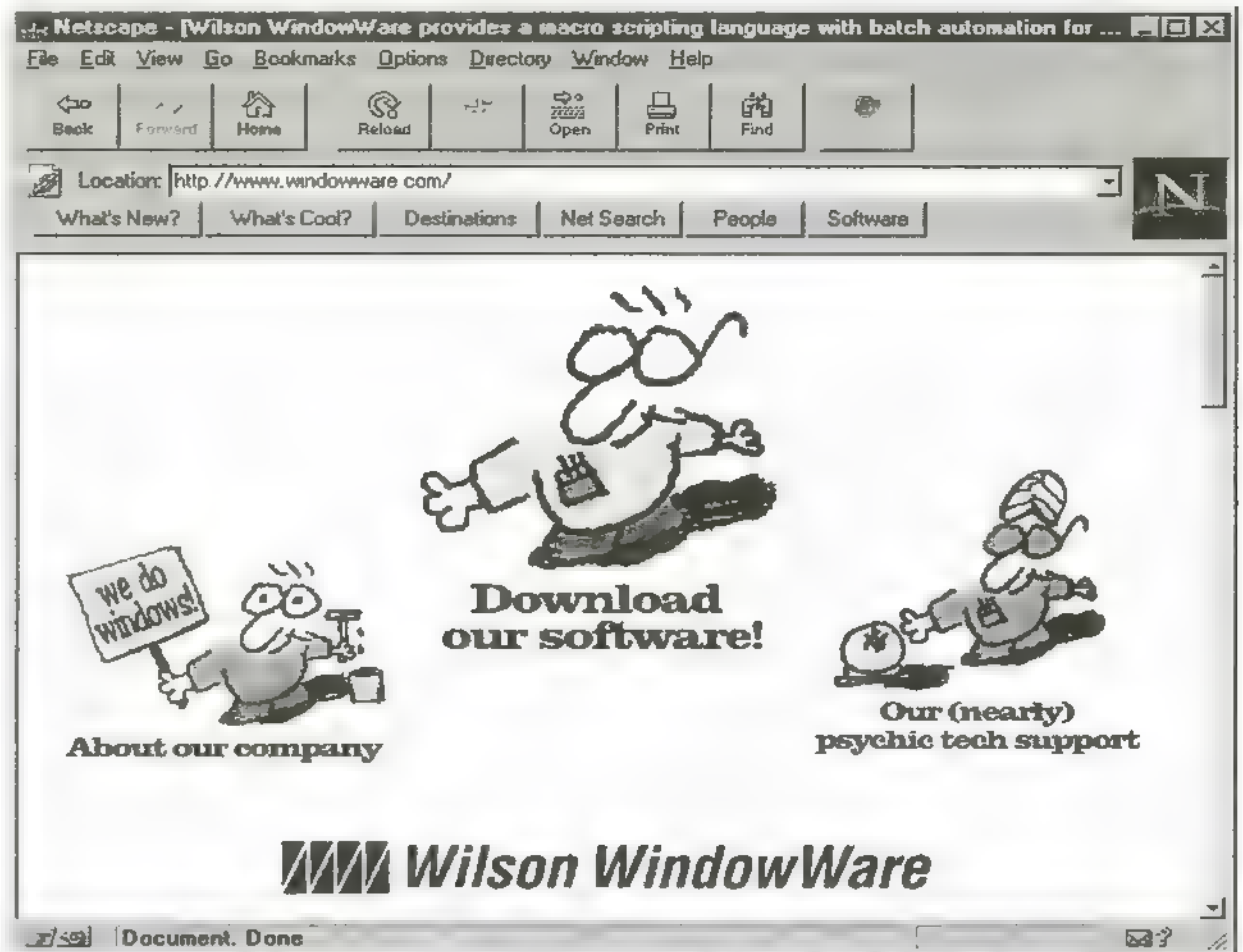 Netscape - [Wilson WindowWare provides a macro scripting language with batch automation for ...
File Edit View Go Bookmarks Options Directory Window Help
Back Forward Home Reload Open Print Find
Location: http://www.windowware.com/
N
What's New? What's Cool? Destinations Net Search People Software
we do
windows!
Download
our software!
About our company
Our (nearly)
psychic tech support
Wilson WindowWare
Document. Done